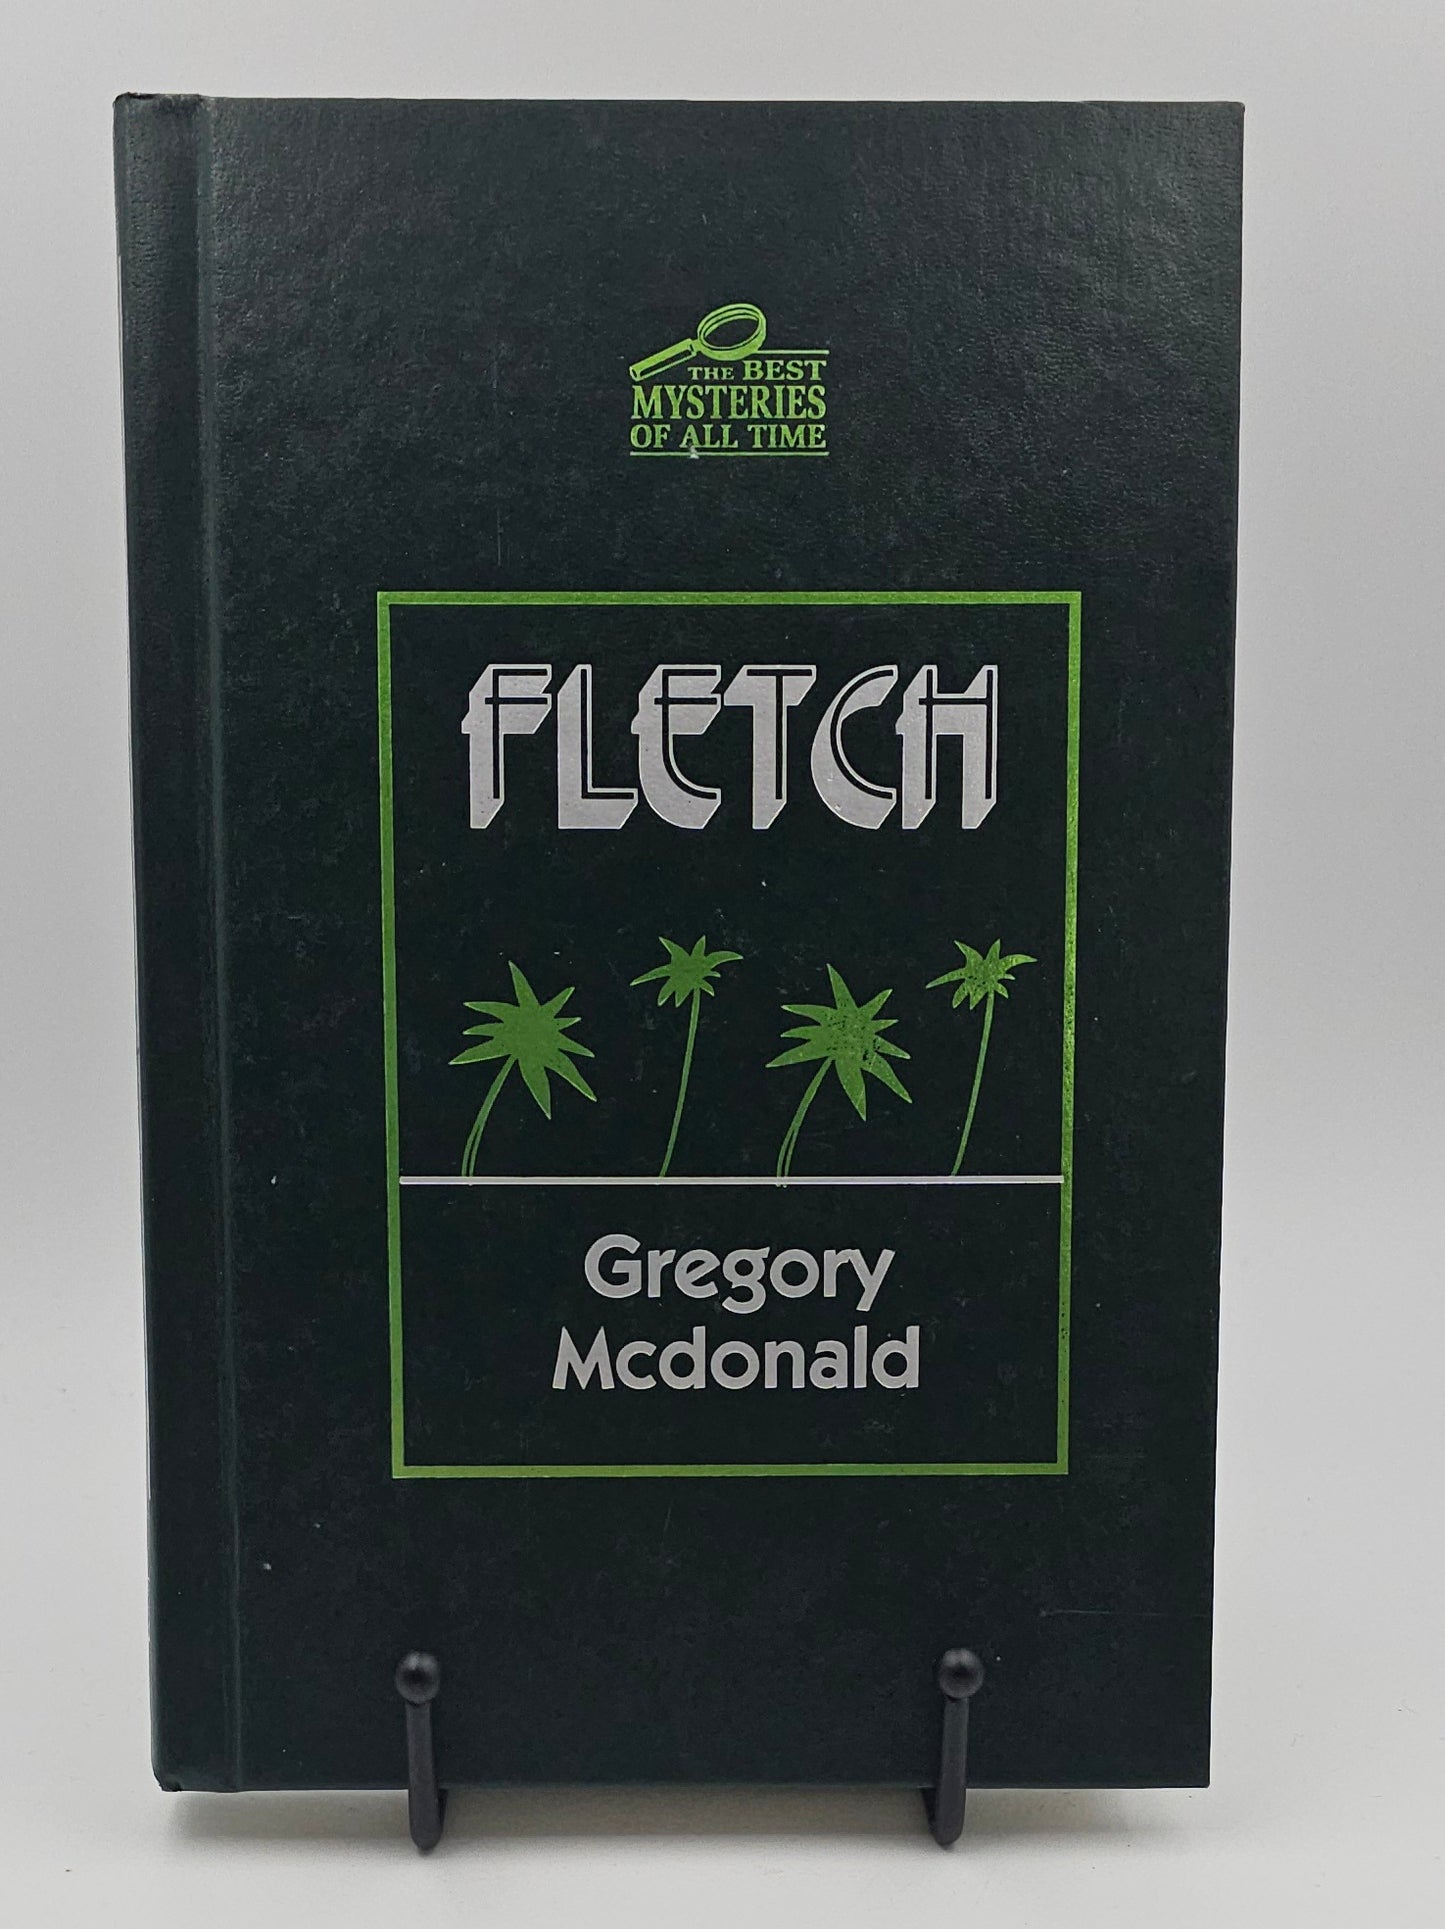 THE BEST
MYSTERIES
OF ALL TIME
FLETCH
Gregory
Mcdonald